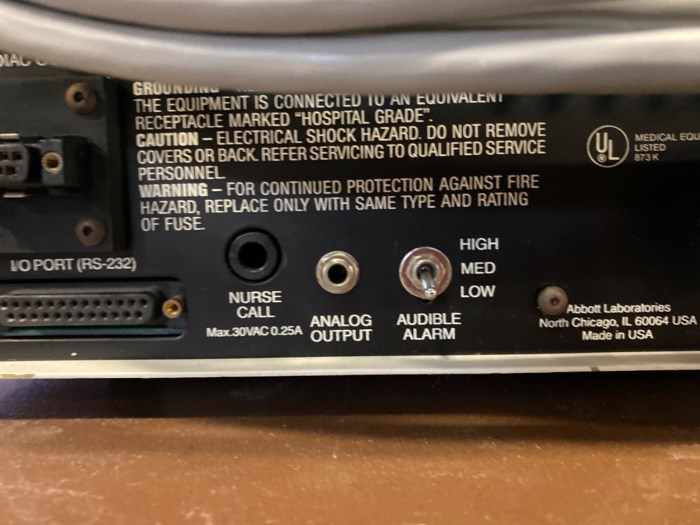 GROUNDING
THE EQUIPMENT IS CONNECTED TO AN EQUIVALENT
RECEPTACLE MARKED "HOSPITAL GRADE".
CAUTION – ELECTRICAL SHOCK HAZARD. DO NOT REMOVE
COVERS OR BACK. REFER SERVICING TO QUALIFIED SERVICE
PERSONNEL.
WARNING – FOR CONTINUED PROTECTION AGAINST FIRE
HAZARD, REPLACE ONLY WITH SAME TYPE AND RATING
OF FUSE.
UL
MEDICAL EQU
LISTED
873 K
I/O PORT (RS-232)
NURSE
CALL
Max.30VAC 0.25A
ANALOG
OUTPUT
HIGH
MED
LOW
AUDIBLE
ALARM
Abbott Laboratories
North Chicago, IL 60064 USA
Made in USA